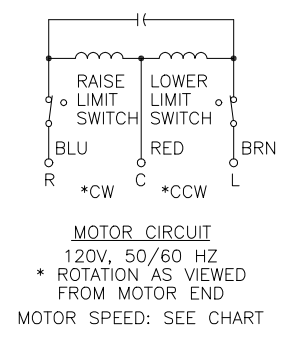 RAISE LOWER
LIMIT LIMIT
SWITCH SWITCH
BLU RED BRN
R C L
*CW *CCW
MOTOR CIRCUIT
120V, 50/60 HZ
* ROTATION AS VIEWED
FROM MOTOR END
MOTOR SPEED: SEE CHART